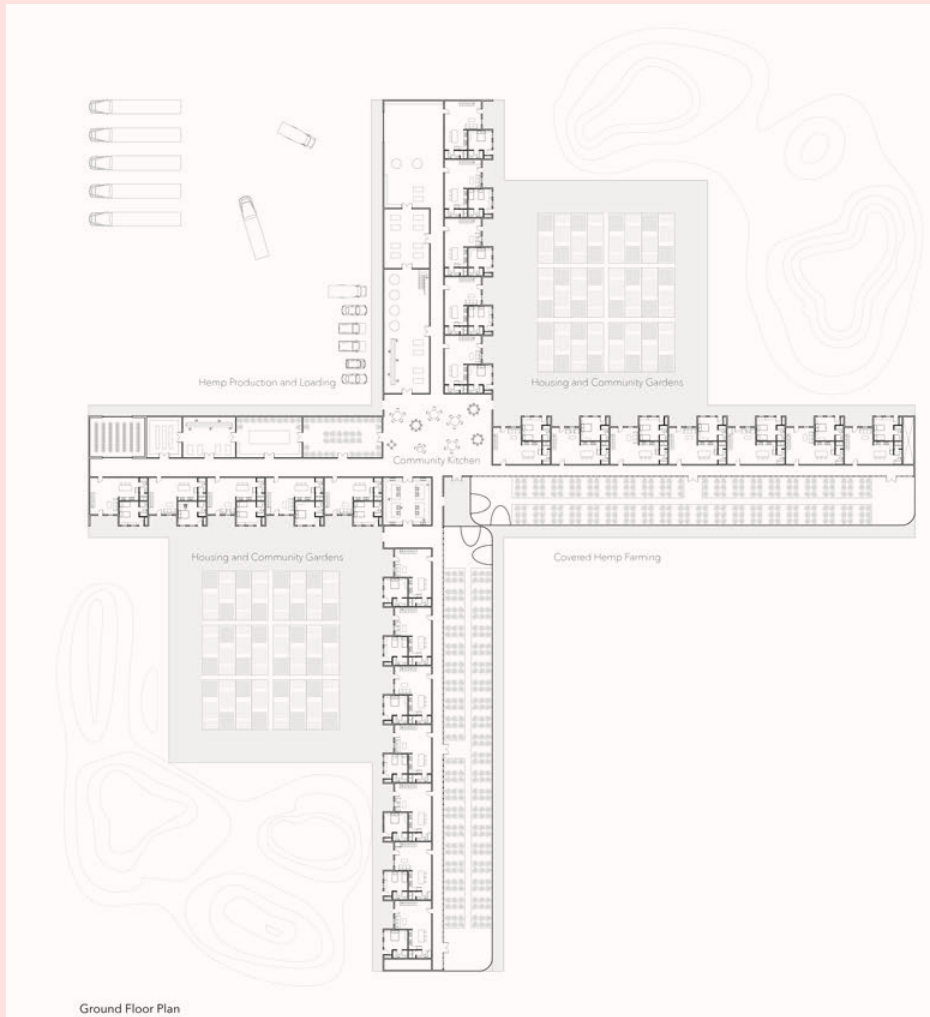 Hemp Production and Loading
Housing and Community Gardens
Community Kitchen
Housing and Community Gardens
Covered Hemp Farming
Ground Floor Plan